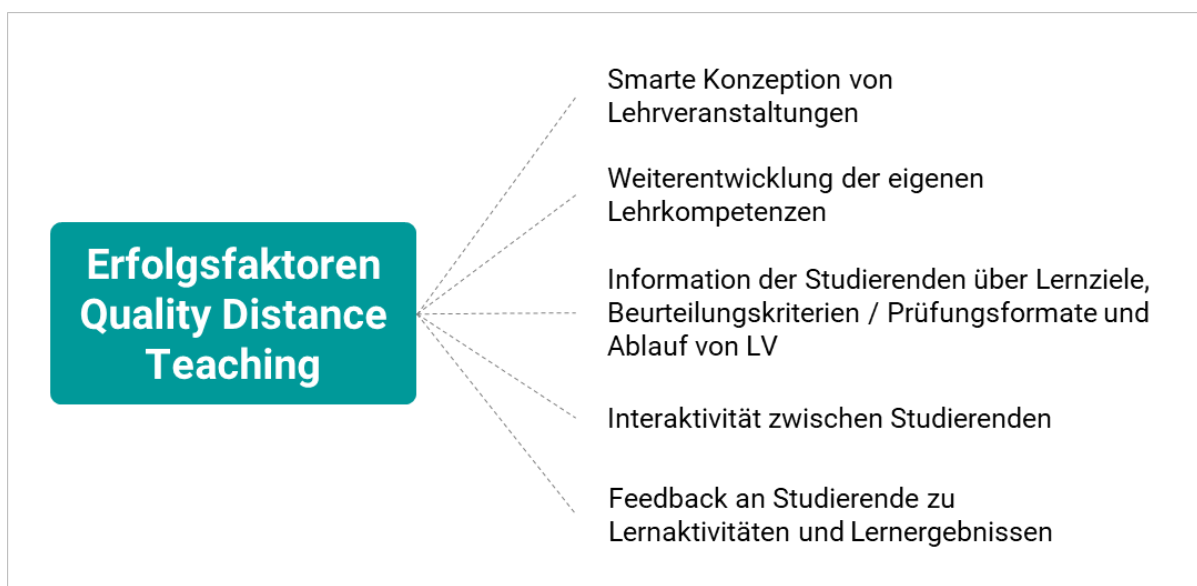 Erfolgsfaktoren
Quality Distance
Teaching
Smarte Konzeption von
Lehrveranstaltungen
Weiterentwicklung der eigenen
Lehrkompetenzen
Information der Studierenden über Lernziele,
Beurteilungskriterien / Prüfungsformate und
Ablauf von LV
Interaktivität zwischen Studierenden
Feedback an Studierende zu
Lernaktivitäten und Lernergebnissen